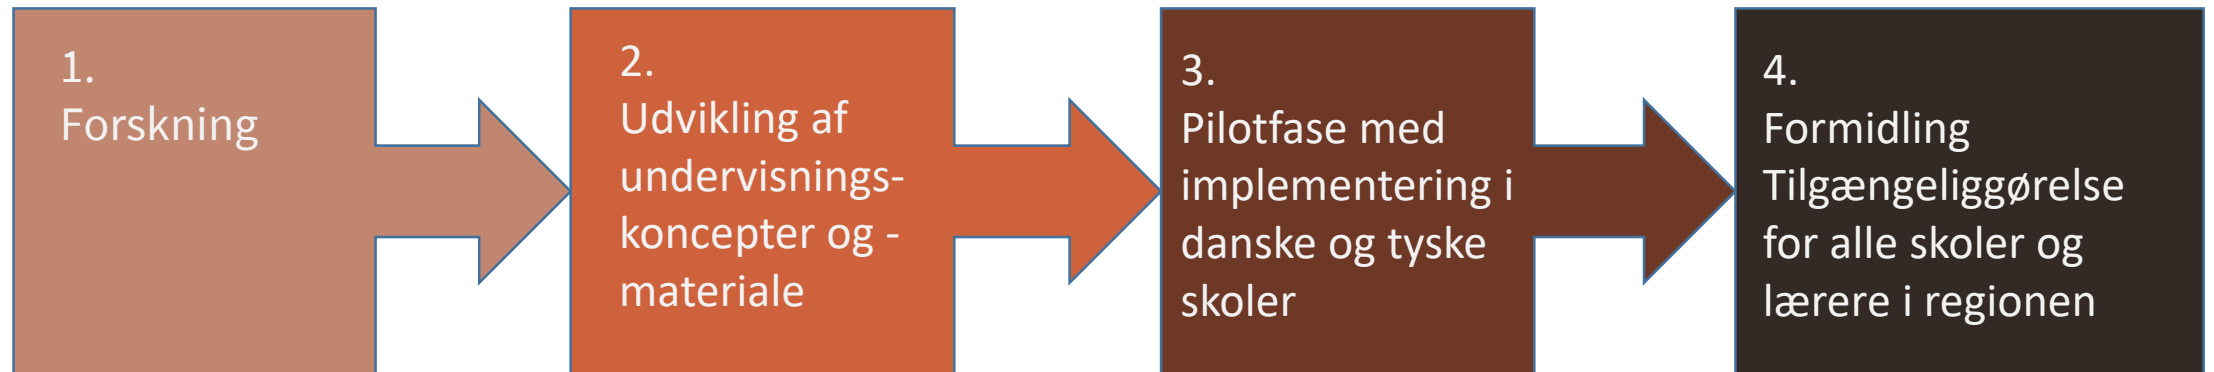 1.
Forskning
2.
Udvikling af
undervisnings-
koncepter og -
materiale
3.
Pilotfase med
implementering i
danske og tyske
skoler
4.
Formidling
Tilgængeliggørelse
for alle skoler og
lærere i regionen